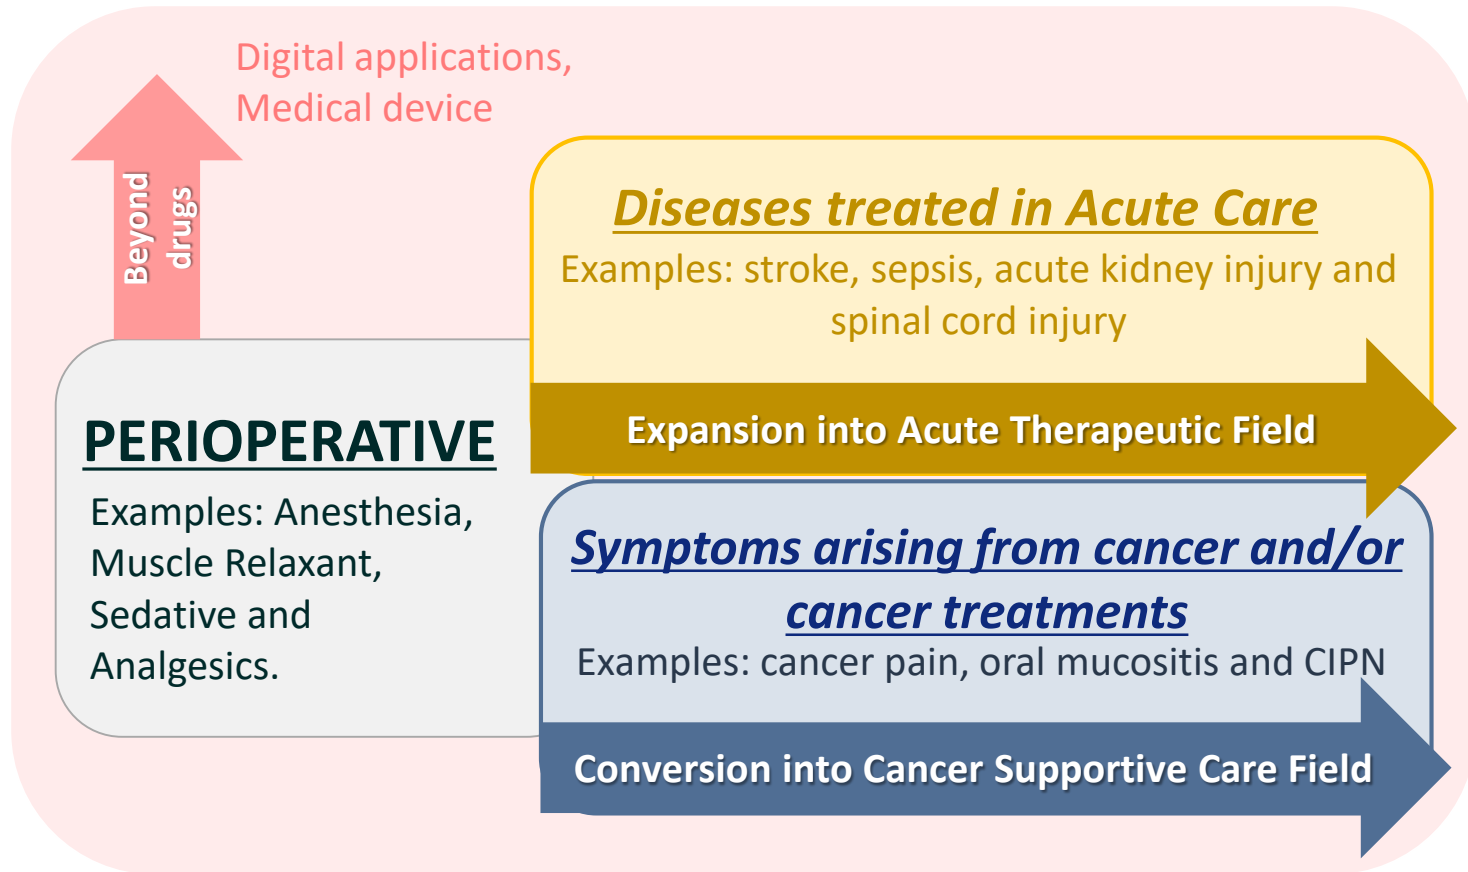 Digital applications,
Medical device
Beyond
drugs
Diseases treated in Acute Care
Examples: stroke, sepsis, acute kidney injury and
spinal cord injury
Expansion into Acute Therapeutic Field
PERIOPERATIVE
Examples: Anesthesia,
Muscle Relaxant,
Sedative and
Analgesics.
Symptoms arising from cancer and/or
cancer treatments
Examples: cancer pain, oral mucositis and CIPN
Conversion into Cancer Supportive Care Field